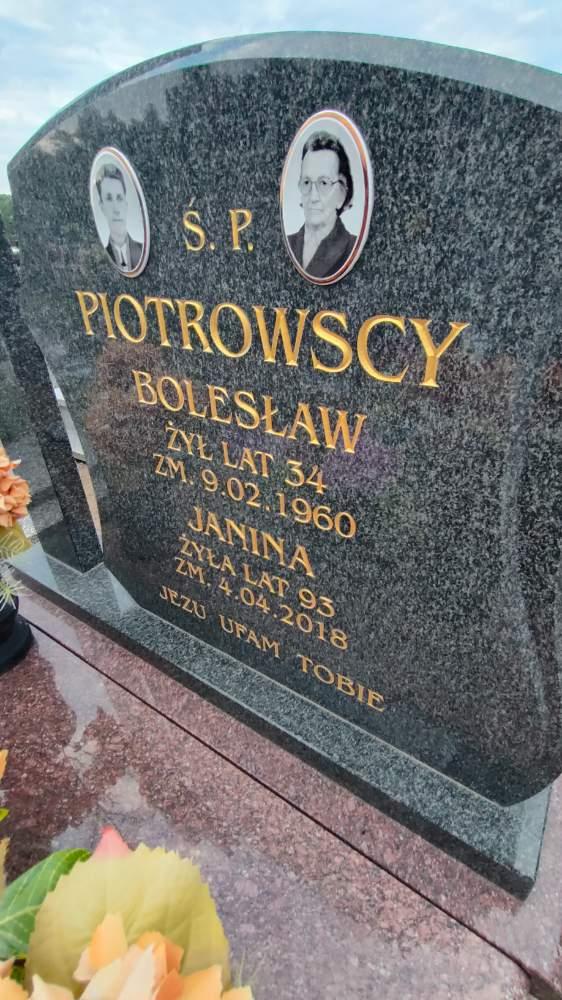 Ś. P.
PIOTROWSCY
BOLESŁAW
ŻYŁ LAT 34
ZM. 9.02.1960
JANINA
ŻYŁA LAT 93
ZM. 4.04.2018
JEZU UFAM TOBIE